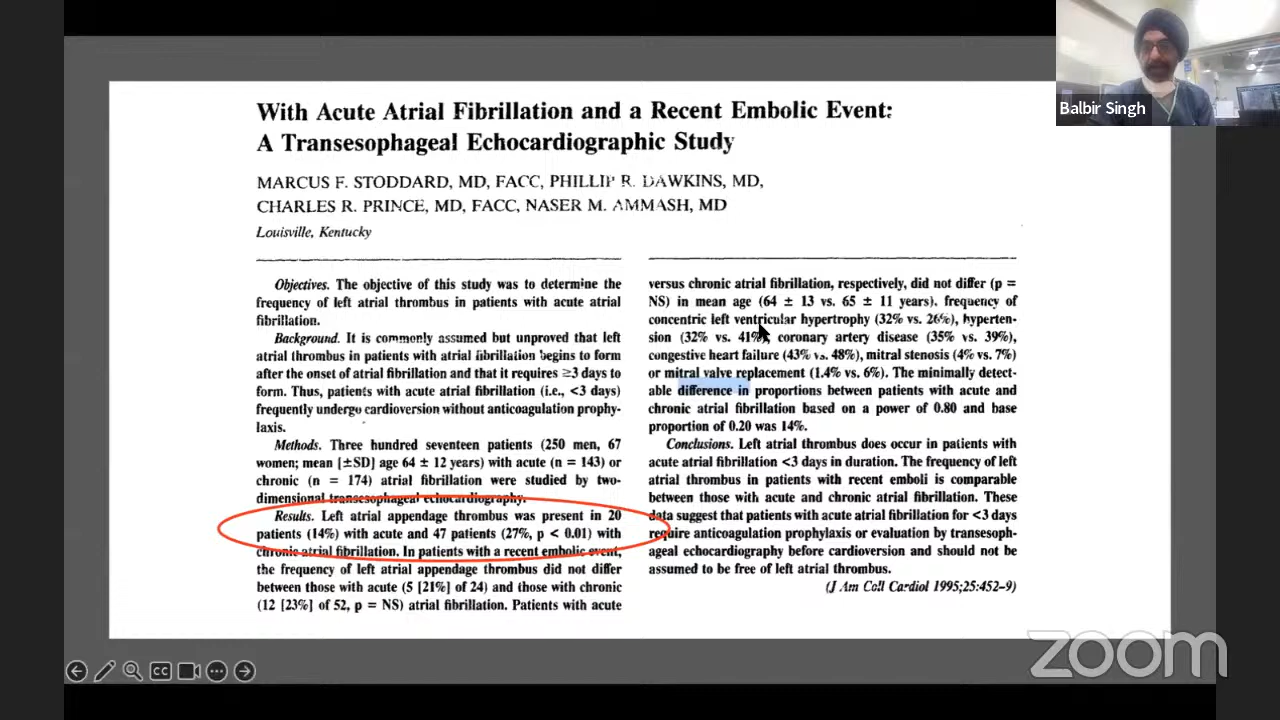 Balbir Singh
With Acute Atrial Fibrillation and a Recent Embolic Event:
A Transesophageal Echocardiographic Study
MARCUS F. STODDARD, MD, FACC, PHILLIP R. DAWKINS, MD,
CHARLES R. PRINCE, MD, FACC, NASER M. AMMASH, MD
Louisville, Kentucky
Objectives. The objective of this study was to determine the
frequency of left atrial thrombus in patients with acute atrial
fibrillation.
Background. It is commonly assumed but unproved that left
atrial thrombus in patients with atrial fibrillation begins to form
after the onset of atrial fibrillation and that it requires ≥3 days to
form. Thus, patients with acute atrial fibrillation (i.e., <3 days)
frequently undergo cardioversion without anticoagulation prophy-
laxis.
Methods. Three hundred seventeen patients (250 men, 67
women; mean [±SD] age 64 ± 12 years) with acute (n = 143) or
chronic (n = 174) atrial fibrillation were studied by two-
dimensional transesophageal echocardiography.
Results. Left atrial appendage thrombus was present in 20
patients (14%) with acute and 47 patients (27%, p < 0.01) with
chronic atrial fibrillation. In patients with a recent embolic event,
the frequency of left atrial appendage thrombus did not differ
between those with acute (5 [21%] of 24) and those with chronic
(12 [23%] of 52, p = NS) atrial fibrillation. Patients with acute
versus chronic atrial fibrillation, respectively, did not differ (p =
NS) in mean age (64 ± 13 vs. 65 ± 11 years), frequency of
concentric left ventricular hypertrophy (32% vs. 26%), hyperten-
sion (32% vs. 41%), coronary artery disease (35% vs. 39%),
congestive heart failure (43% vs. 48%), mitral stenosis (4% vs. 7%)
or mitral valve replacement (1.4% vs. 6%). The minimally detect-
able difference in proportions between patients with acute and
chronic atrial fibrillation based on a power of 0.80 and base
proportion of 0.20 was 14%.
Conclusions. Left atrial thrombus does occur in patients with
acute atrial fibrillation <3 days in duration. The frequency of left
atrial thrombus in patients with recent emboli is comparable
between those with acute and chronic atrial fibrillation. These
data suggest that patients with acute atrial fibrillation for <3 days
require anticoagulation prophylaxis or evaluation by transesoph-
ageal echocardiography before cardioversion and should not be
assumed to be free of left atrial thrombus.
(J Am Coll Cardiol 1995;25:452-9)
CC
zoom